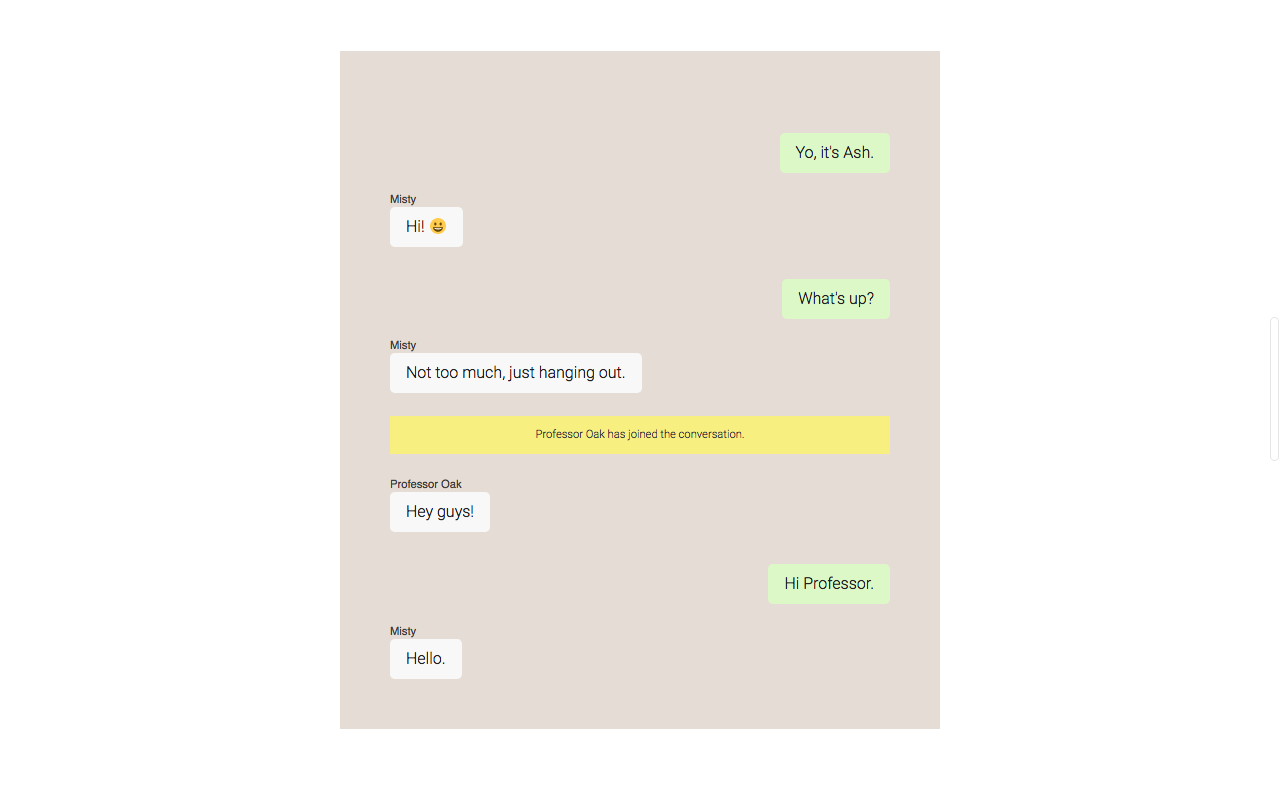 Yo, it's Ash.
Misty
Hi! 😀
What's up?
Misty
Not too much, just hanging out.
Professor Oak has joined the conversation.
Professor Oak
Hey guys!
Hi Professor.
Misty
Hello.